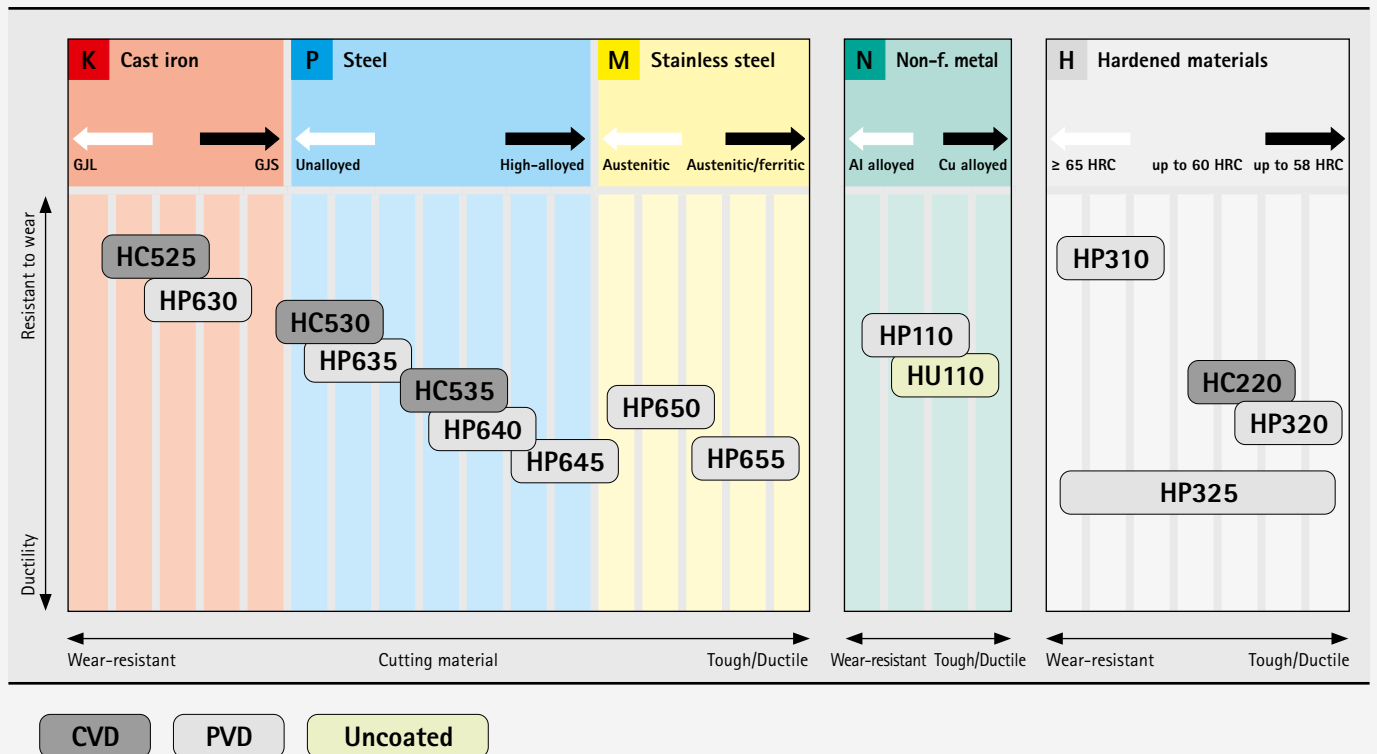 K Cast iron
P Steel
M Stainless steel
N Non-f. metal
H Hardened materials
GJL GJS
Unalloyed High-alloyed
Austenitic Austenitic/ferritic
Al alloyed Cu alloyed
≥ 65 HRC up to 60 HRC up to 58 HRC
Resistant to wear
Ductility
HC525
HP630
HC530
HP635
HC535
HP640
HP645
HP650
HP655
HP110
HU110
HP310
HC220
HP320
HP325
Wear-resistant Cutting material Tough/Ductile
Wear-resistant Tough/Ductile
Wear-resistant Tough/Ductile
CVD PVD Uncoated